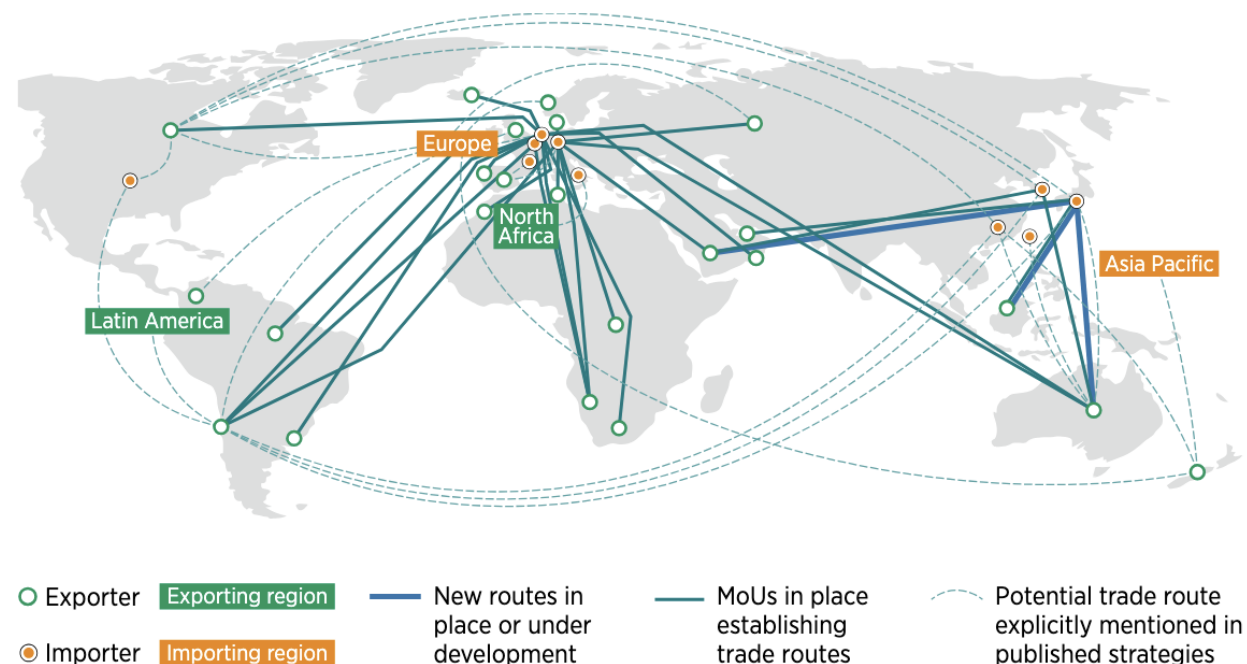 Europe
North
Africa
Asia Pacific
Latin America
Exporter
Exporting region
New routes in
place or under
development
MoUs in place
establishing
trade routes
Potential trade route
explicitly mentioned in
published strategies
Importer
Importing region